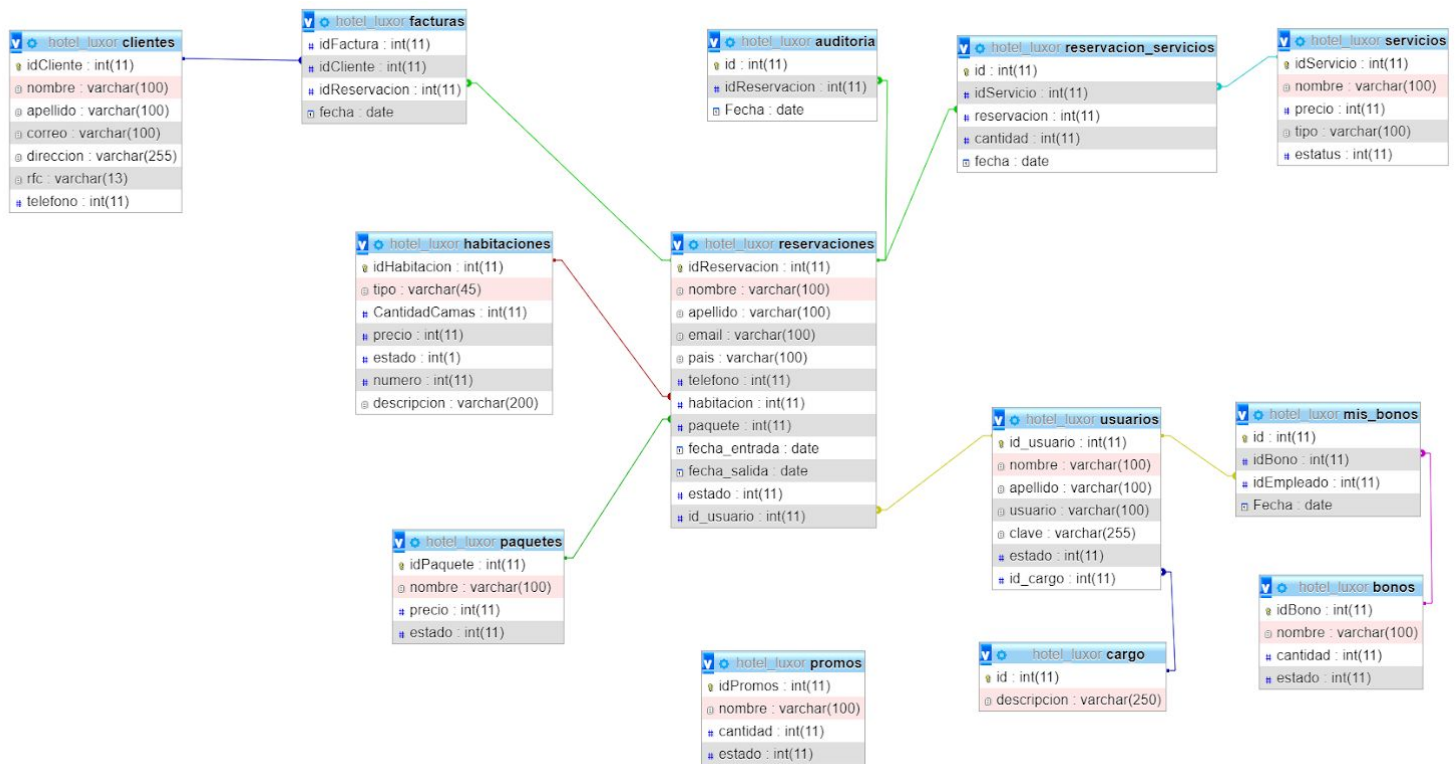 hotel_luxor clientes
idCliente : int(11)
nombre : varchar(100)
apellido : varchar(100)
correo : varchar(100)
direccion : varchar(255)
rfc : varchar(13)
telefono : int(11)
hotel_luxor facturas
idFactura : int(11)
idCliente : int(11)
idReservacion : int(11)
fecha : date
hotel_luxor auditoria
id : int(11)
idReservacion : int(11)
Fecha : date
hotel_luxor reservacion_servicios
id : int(11)
idServicio : int(11)
reservacion : int(11)
cantidad : int(11)
fecha : date
hotel_luxor servicios
idServicio : int(11)
nombre : varchar(100)
precio : int(11)
tipo : varchar(100)
estatus : int(11)
hotel_luxor habitaciones
idHabitacion : int(11)
tipo : varchar(45)
CantidadCamas : int(11)
precio : int(11)
estado : int(1)
numero : int(11)
descripcion : varchar(200)
hotel_luxor reservaciones
idReservacion : int(11)
nombre : varchar(100)
apellido : varchar(100)
email : varchar(100)
pais : varchar(100)
telefono : int(11)
habitacion : int(11)
paquete : int(11)
fecha_entrada : date
fecha_salida : date
estado : int(11)
id_usuario : int(11)
hotel_luxor usuarios
id_usuario : int(11)
nombre : varchar(100)
apellido : varchar(100)
usuario : varchar(100)
clave : varchar(255)
estado : int(11)
id_cargo : int(11)
hotel_luxor mis_bonos
id : int(11)
idBono : int(11)
idEmpleado : int(11)
Fecha : date
hotel_luxor paquetes
idPaquete : int(11)
nombre : varchar(100)
precio : int(11)
estado : int(11)
hotel_luxor bonos
idBono : int(11)
nombre : varchar(100)
cantidad : int(11)
estado : int(11)
hotel_luxor cargo
id : int(11)
descripcion : varchar(250)
hotel_luxor promos
idPromos : int(11)
nombre : varchar(100)
cantidad : int(11)
estado : int(11)